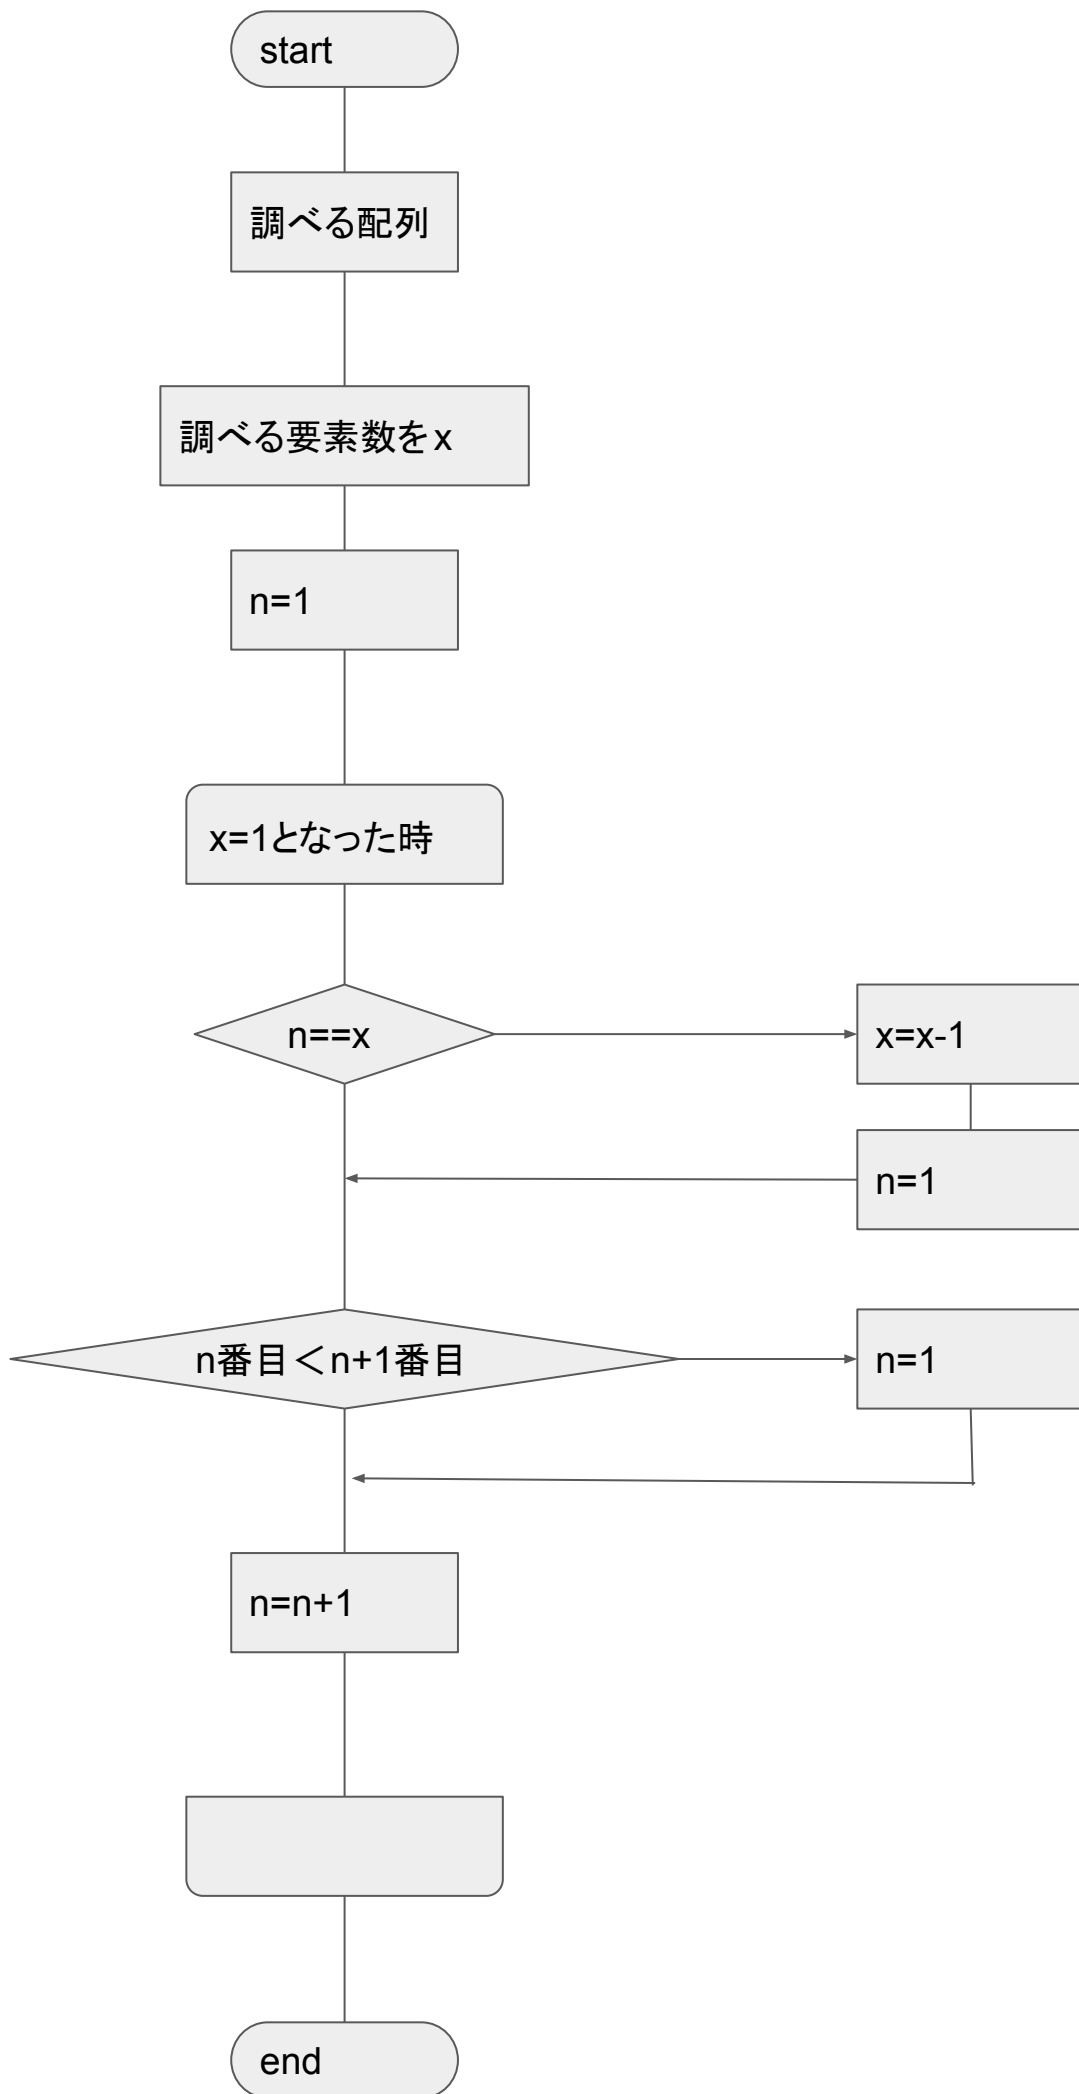 start
調べる配列
調べる要素数をx
n=1
x=1となった時
n==x
x=x-1
n=1
n番目＜n+1番目
n=1
n=n+1
end